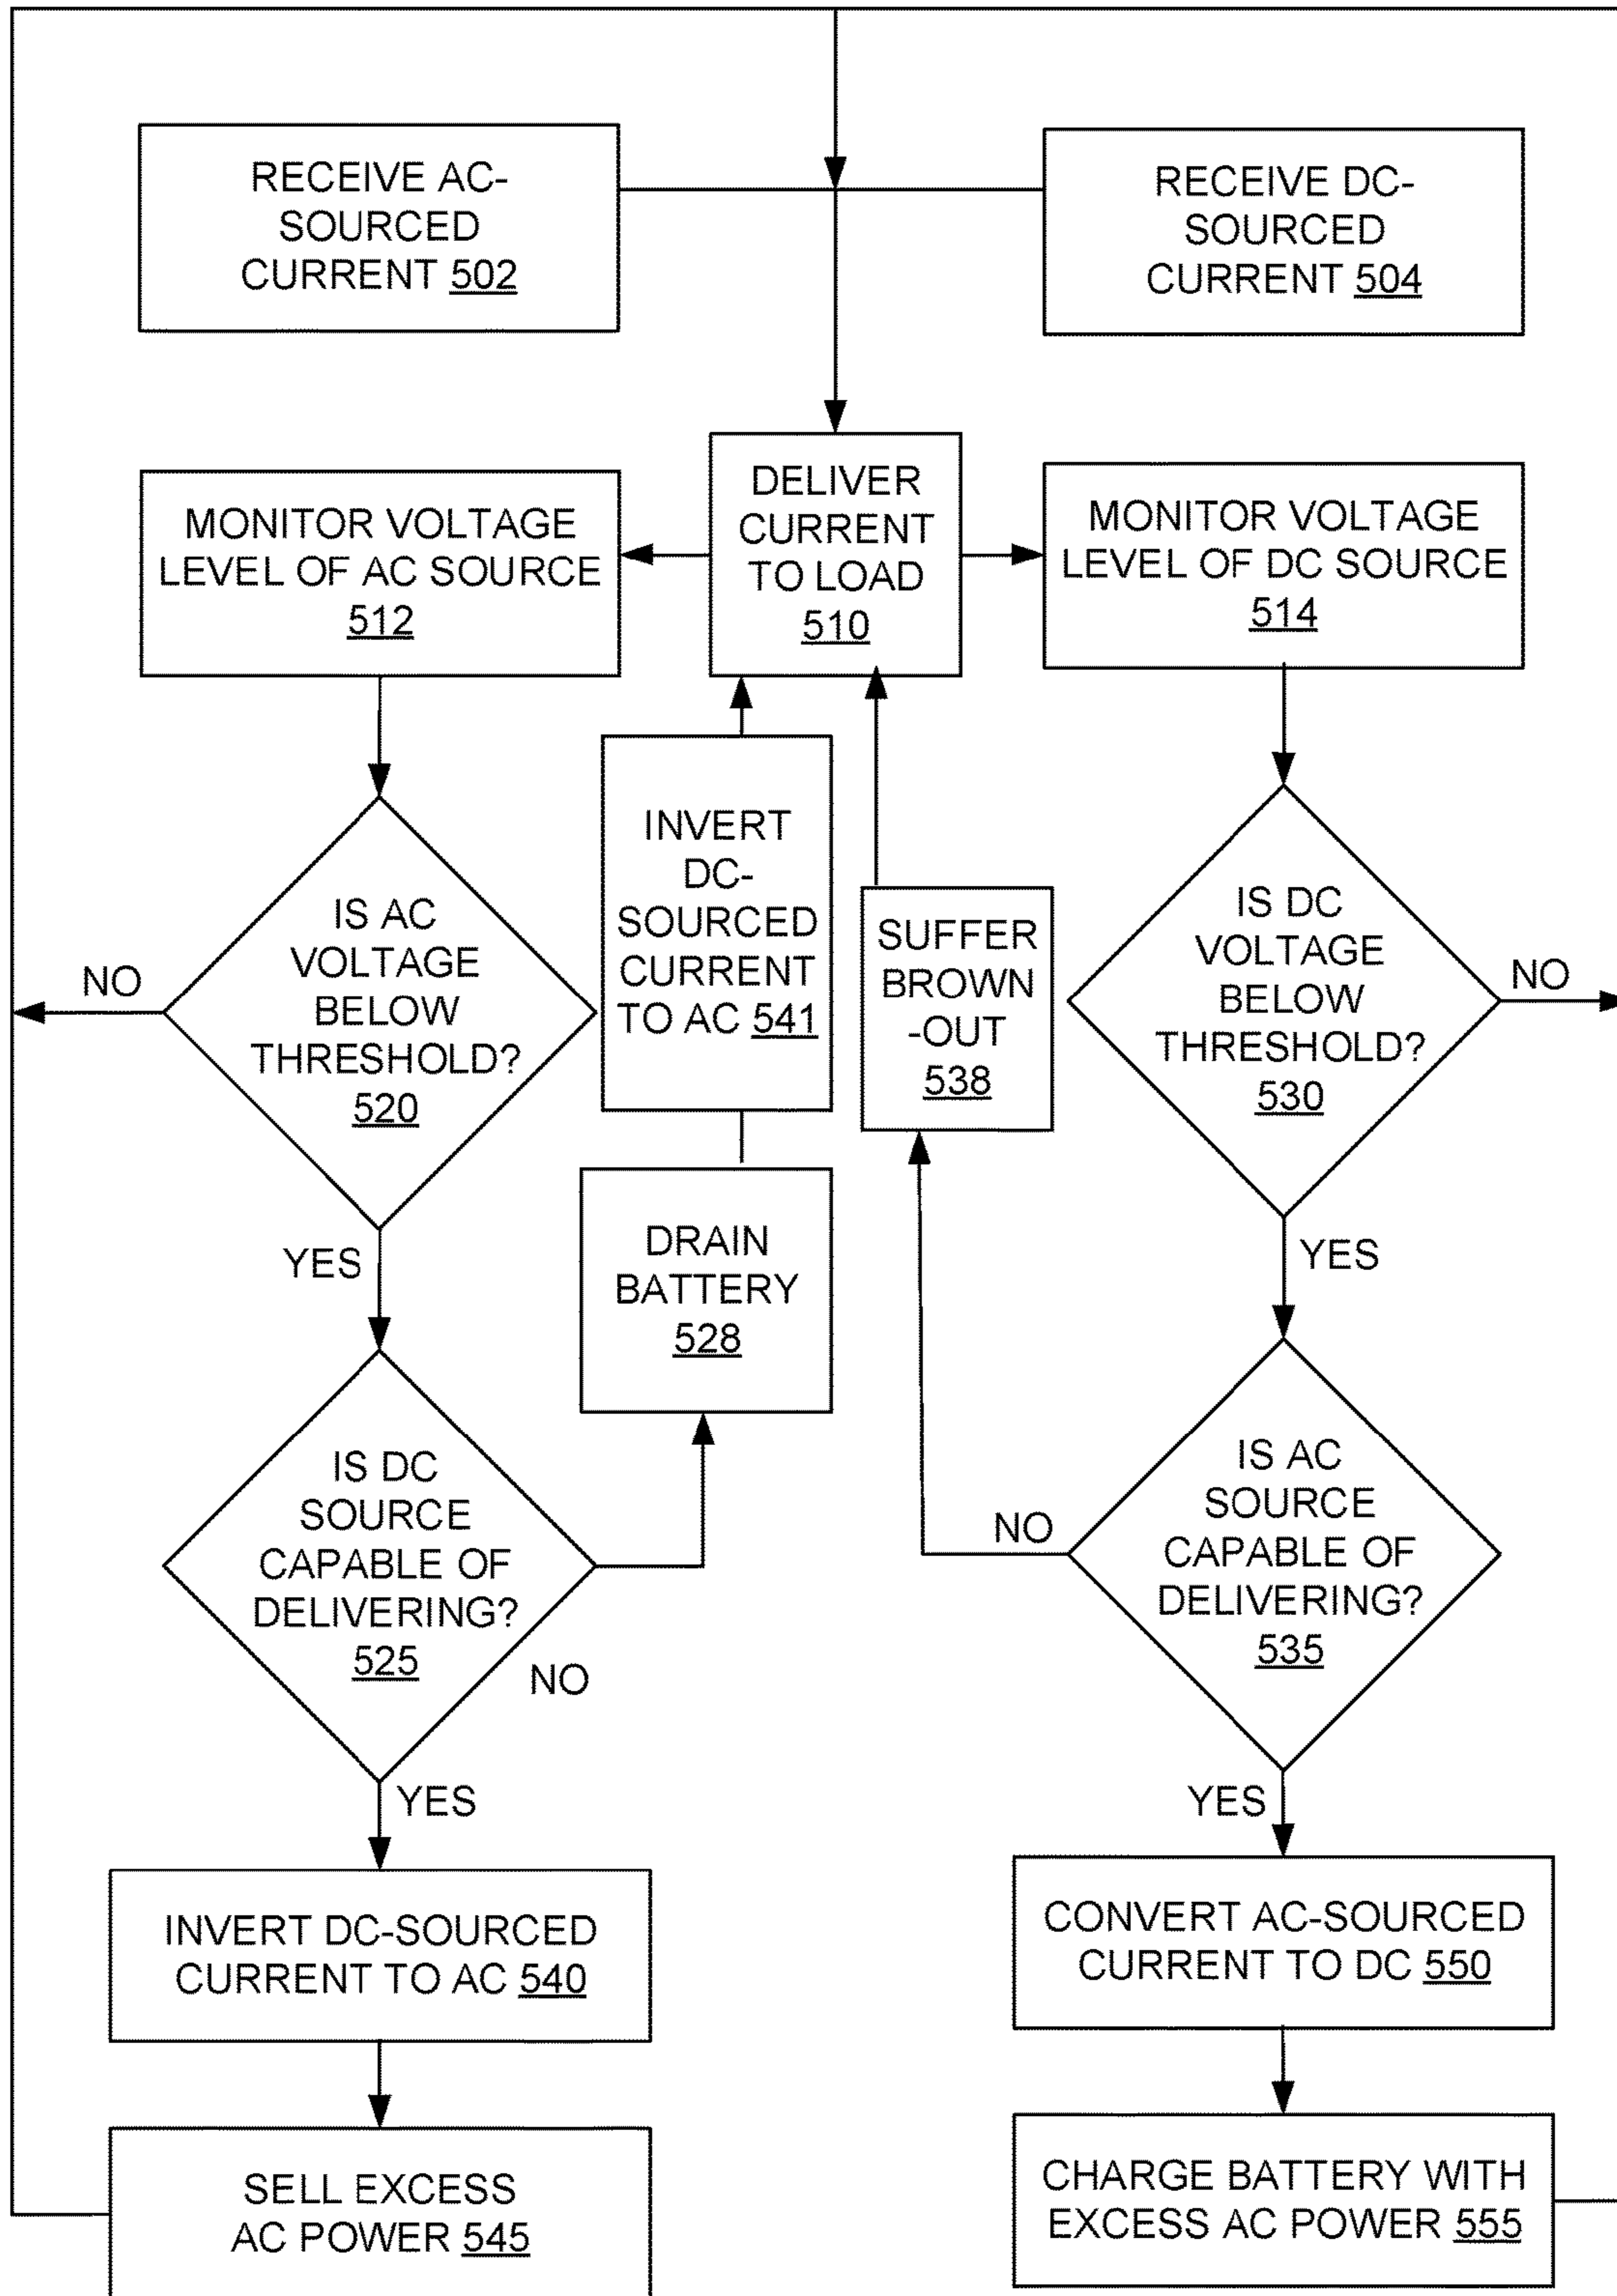 RECEIVE AC-
SOURCED
CURRENT 502
RECEIVE DC-
SOURCED
CURRENT 504
DELIVER
CURRENT
TO LOAD
510
MONITOR VOLTAGE
LEVEL OF AC SOURCE
512
MONITOR VOLTAGE
LEVEL OF DC SOURCE
514
IS AC
VOLTAGE
BELOW
THRESHOLD?
520
NO
YES
INVERT
DC-
SOURCED
CURRENT
TO AC 541
SUFFER
BROWN
-OUT
538
IS DC
VOLTAGE
BELOW
THRESHOLD?
530
NO
YES
DRAIN
BATTERY
528
IS DC
SOURCE
CAPABLE OF
DELIVERING?
525
NO
YES
IS AC
SOURCE
CAPABLE OF
DELIVERING?
535
NO
YES
INVERT DC-SOURCED
CURRENT TO AC 540
CONVERT AC-SOURCED
CURRENT TO DC 550
SELL EXCESS
AC POWER 545
CHARGE BATTERY WITH
EXCESS AC POWER 555